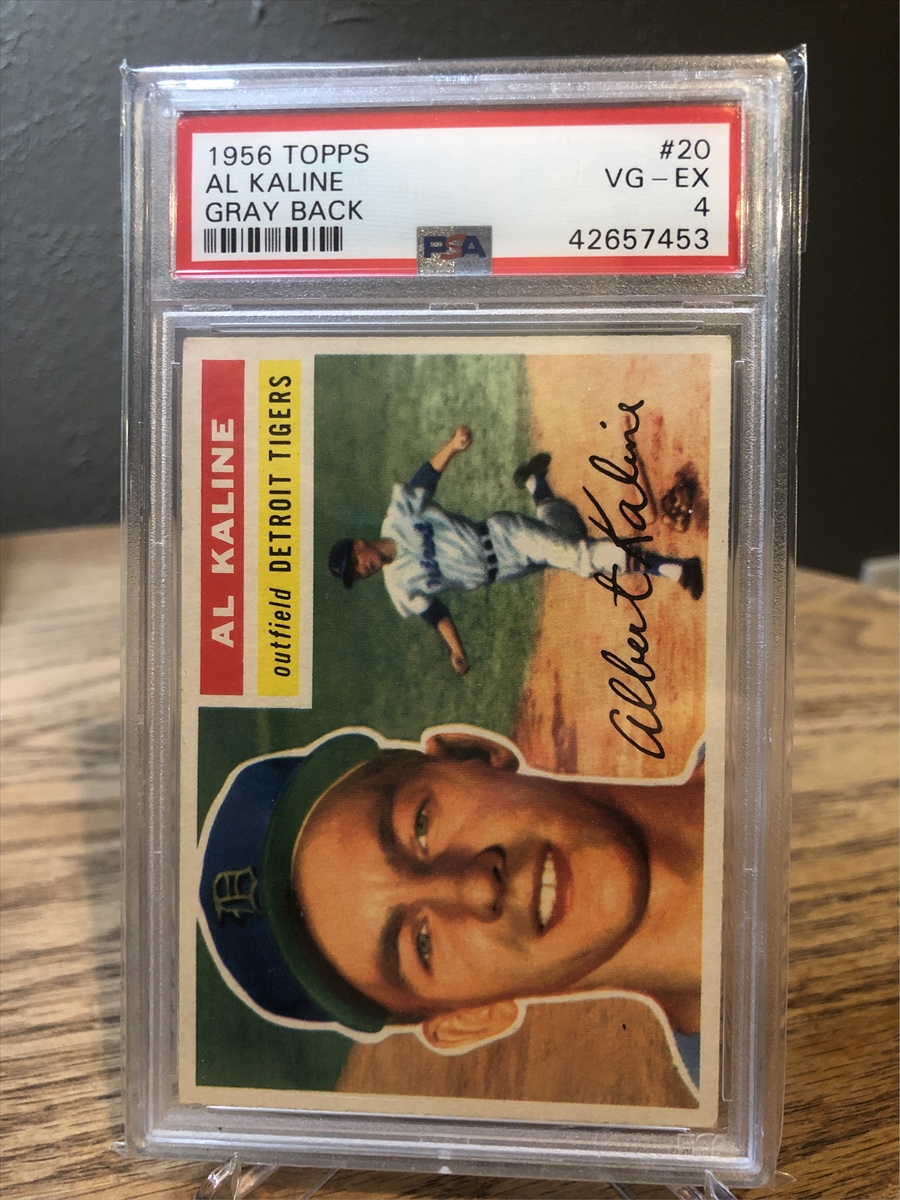 1956 TOPPS #20
AL KALINE VG-EX
GRAY BACK 4
PSA 42657453
AL KALINE
outfield DETROIT TIGERS
Albert Kaline
D